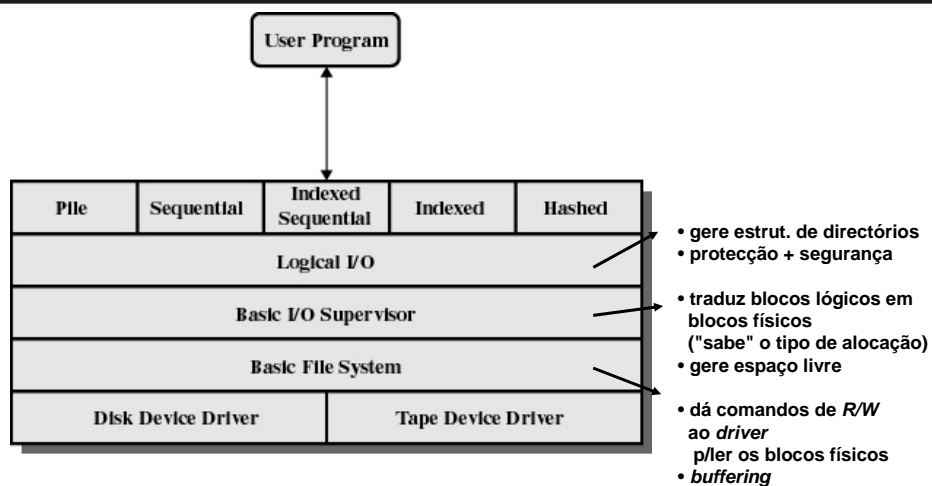 User Program
Pile
Sequential
Indexed
Sequential
Indexed
Hashed
Logical I/O
Basic I/O Supervisor
Basic File System
Disk Device Driver
Tape Device Driver
• gere estrut. de directórios
• protecção + segurança
• traduz blocos lógicos em
blocos físicos
("sabe" o tipo de alocação)
• gere espaço livre
• dá comandos de R/W
ao driver
p/ler os blocos físicos
• buffering